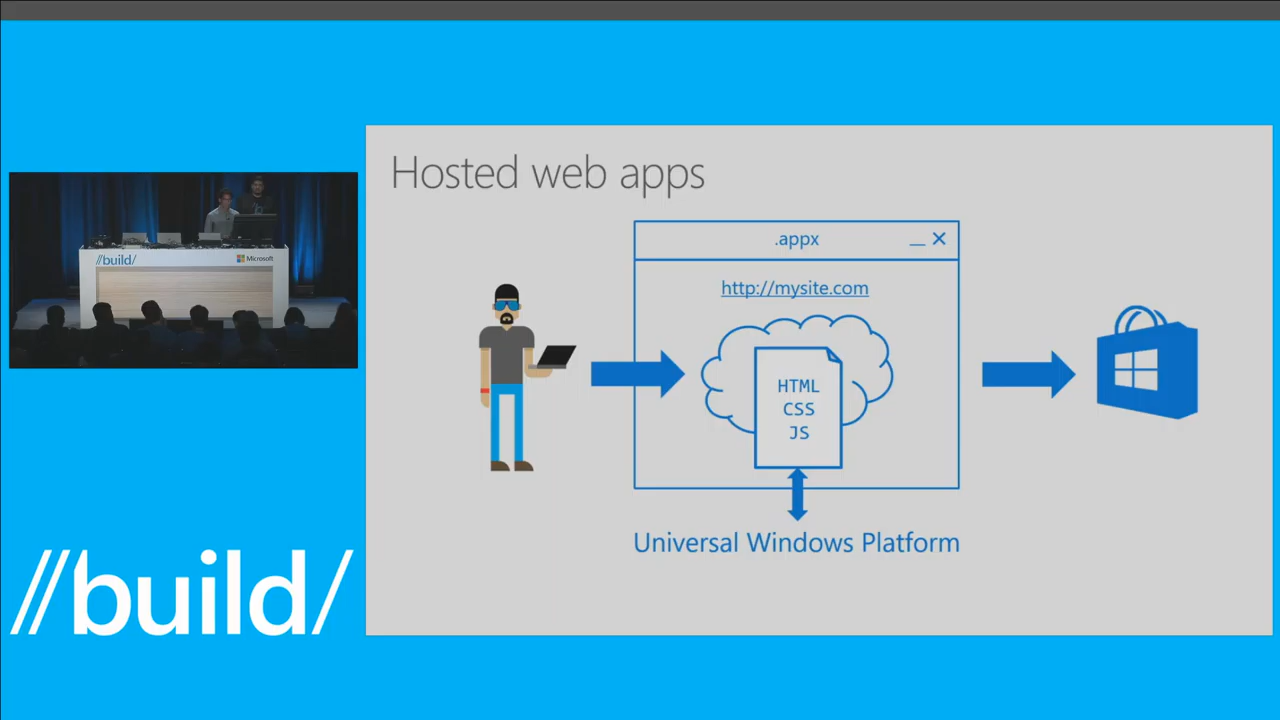 //build/
Microsoft
//build/
Hosted web apps
.appx
http://mysite.com
HTML
CSS
JS
Universal Windows Platform